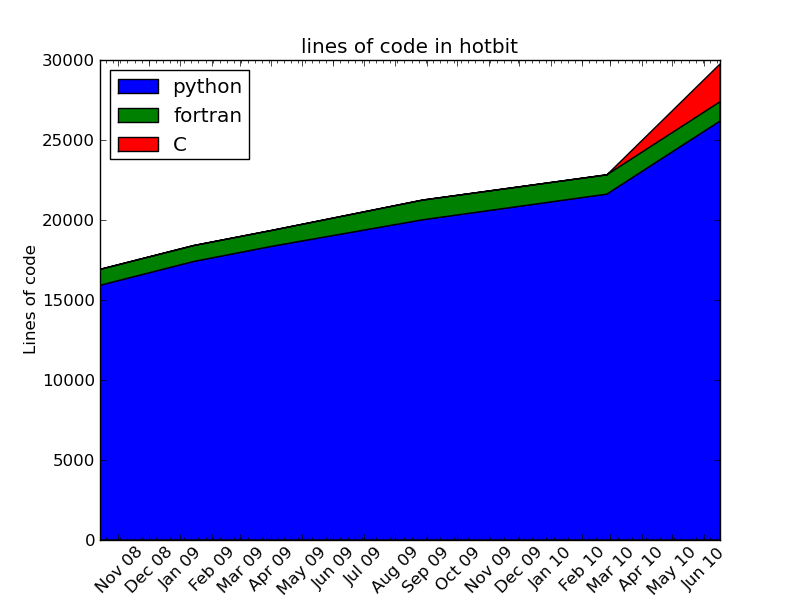 lines of code in hotbit
30000
25000
20000
15000
10000
5000
0
Lines of code
python
fortran
C
Nov 08
Dec 08
Jan 09
Feb 09
Mar 09
Apr 09
May 09
Jun 09
Jul 09
Aug 09
Sep 09
Oct 09
Nov 09
Dec 09
Jan 10
Feb 10
Mar 10
Apr 10
May 10
Jun 10